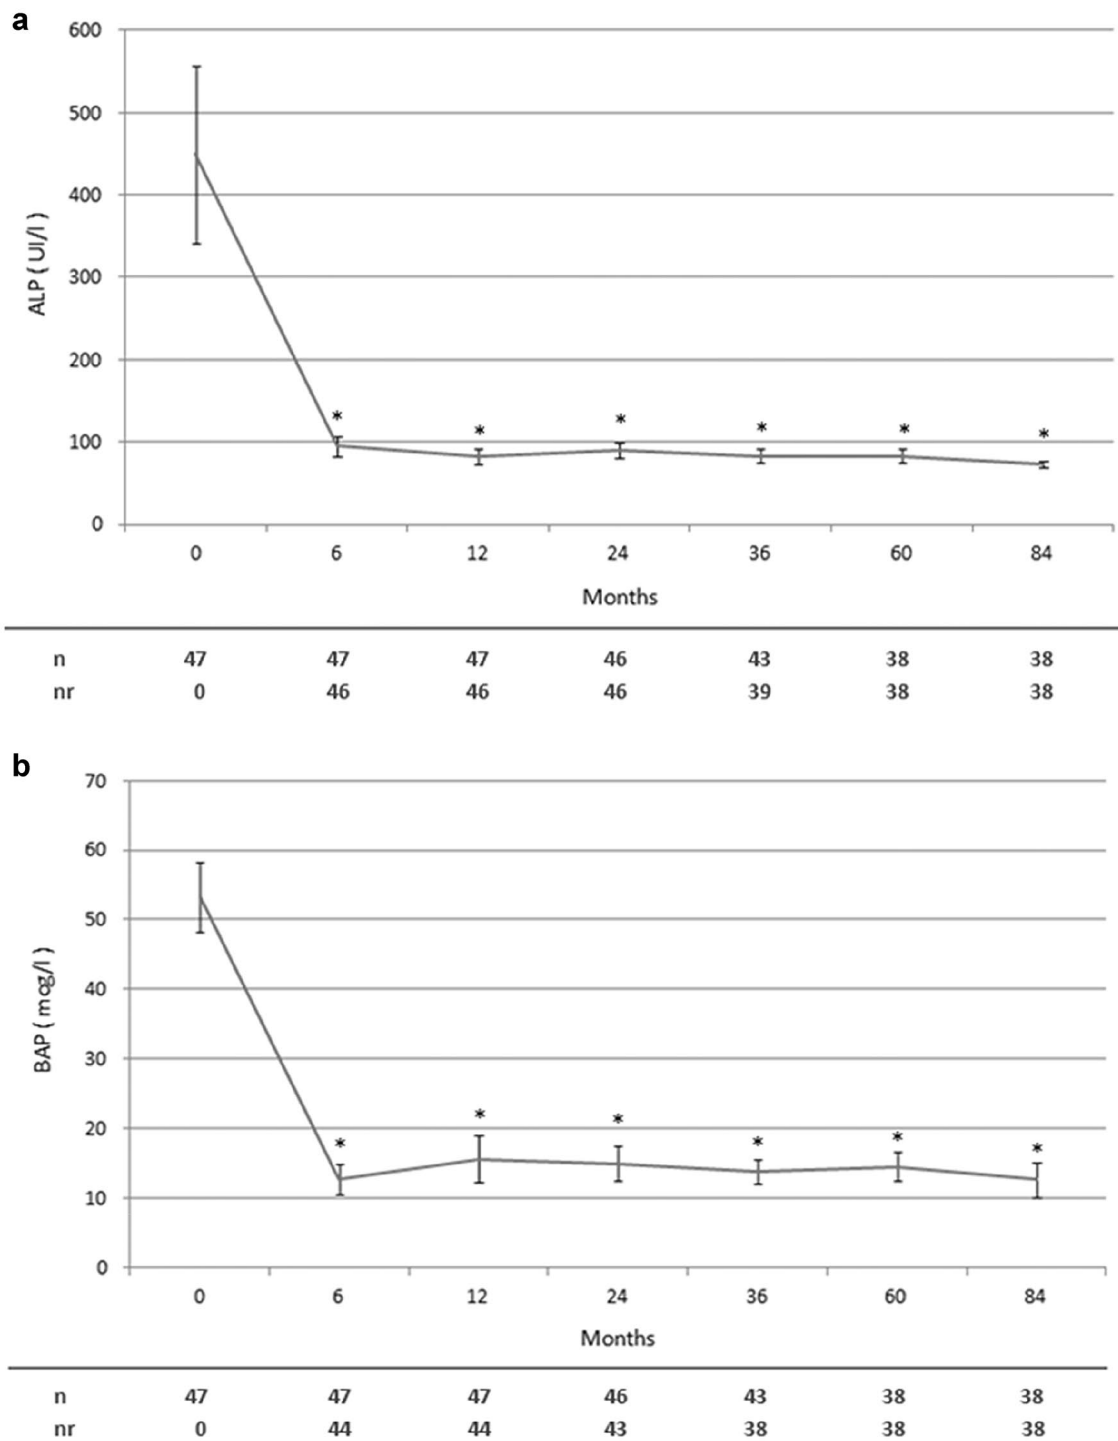 a
600
500
400
300
200
100
0
ALP ( UI/l )
* * * * * *
0 6 12 24 36 60 84
Months
n 47 47 47 46 43 38 38
nr 0 46 46 46 39 38 38
b
70
60
50
40
30
20
10
0
BAP ( mcg/l )
* * * * * *
0 6 12 24 36 60 84
Months
n 47 47 47 46 43 38 38
nr 0 44 44 43 38 38 38